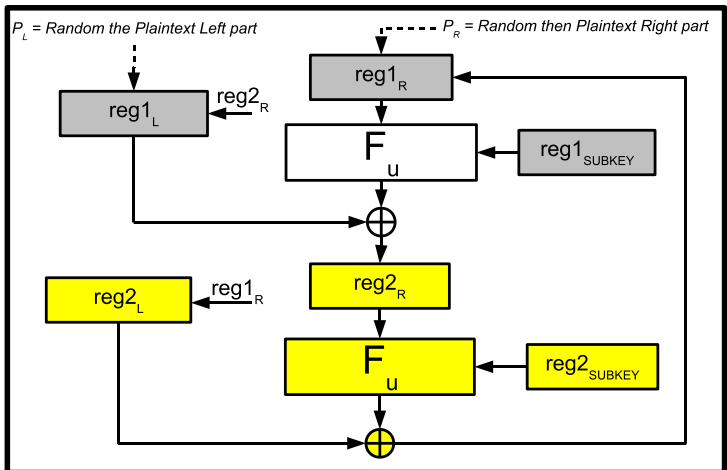 P_L = Random the Plaintext Left part
P_R = Random then Plaintext Right part
reg1_R
reg1_L
reg2_R
F_u
reg1_SUBKEY
reg2_L
reg1_R
reg2_R
F_u
reg2_SUBKEY